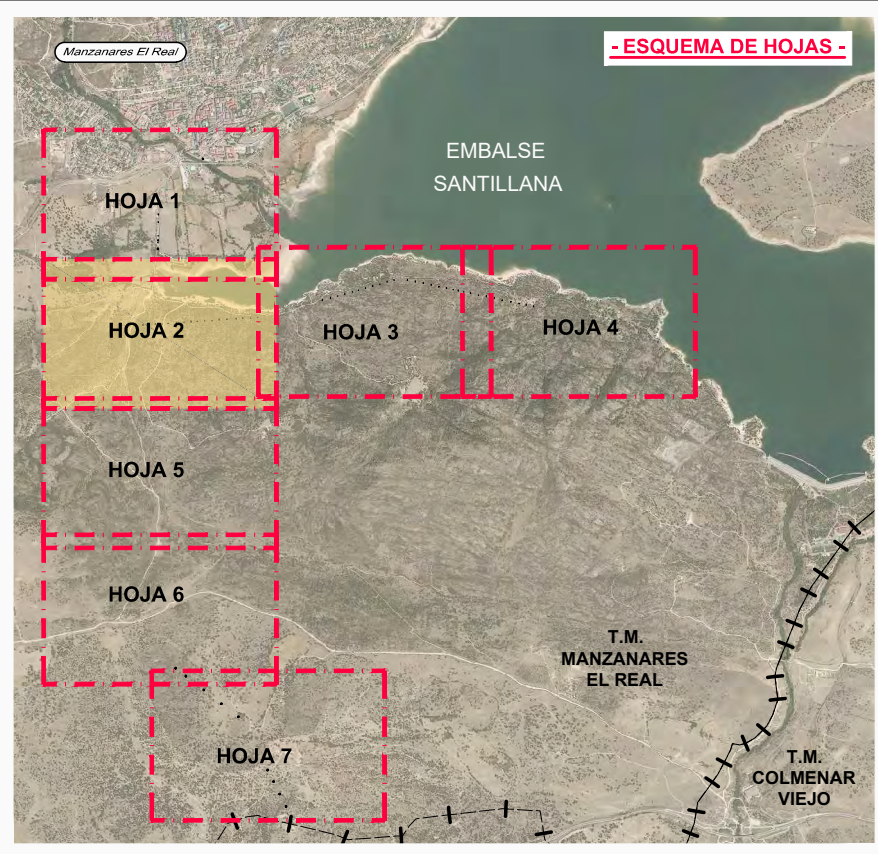 Manzanares El Real
- ESQUEMA DE HOJAS -
EMBALSE
SANTILLANA
HOJA 1
HOJA 2
HOJA 3
HOJA 4
HOJA 5
HOJA 6
T.M.
MANZANARES
EL REAL
HOJA 7
T.M.
COLMENAR
VIEJO